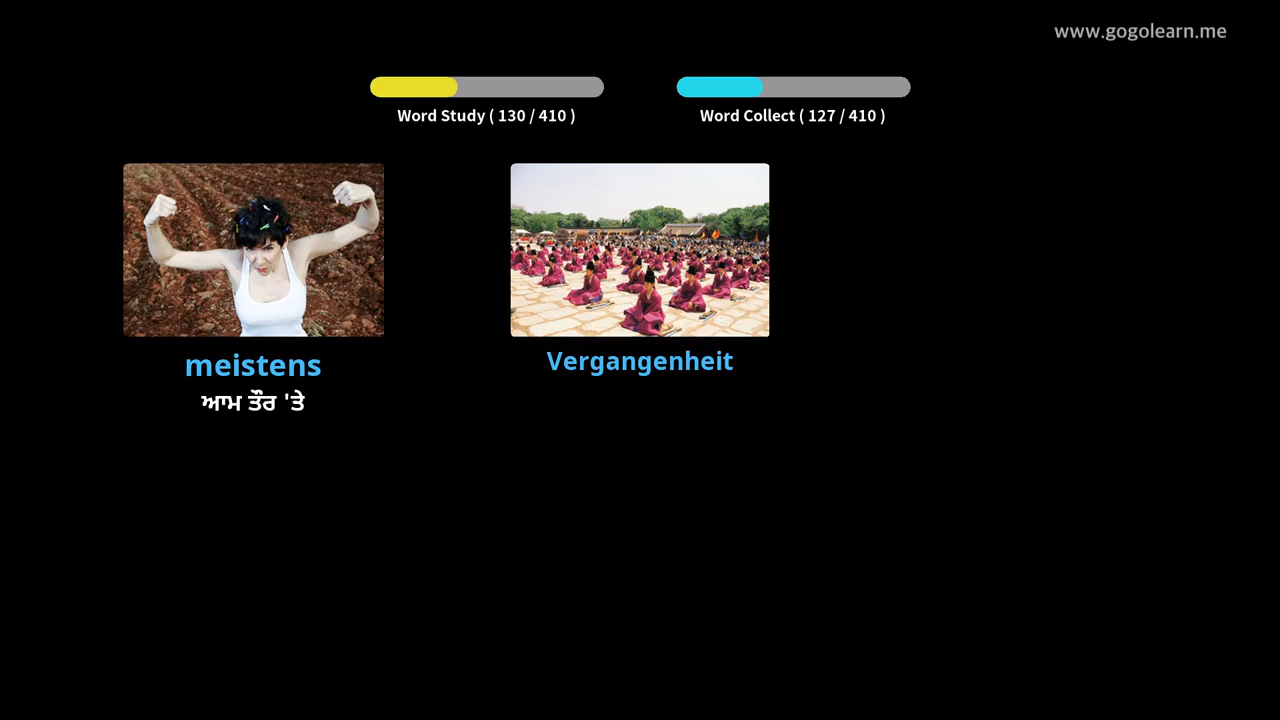 www.gogolearn.me
Word Study ( 130 / 410 )
Word Collect ( 127 / 410 )
meistens
ਆਮ ਤੌਰ 'ਤੇ
Vergangenheit